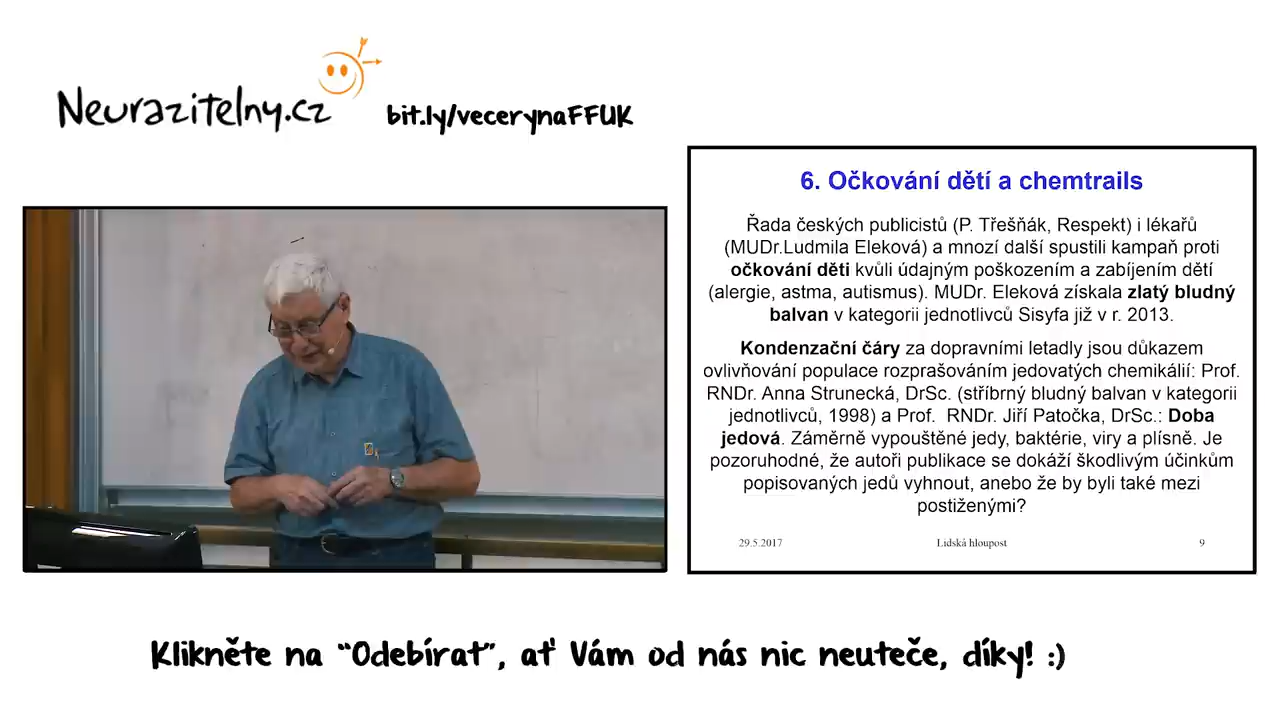 Neurazitelny.cz
bit.ly/vecerynaFFUK
6. Očkování dětí a chemtrails
Řada českých publicistů (P. Třešňák, Respekt) i lékařů
(MUDr.Ludmila Eleková) a mnozí další spustili kampaň proti
očkování děti kvůli údajným poškozením a zabíjením dětí
(alergie, astma, autismus). MUDr. Eleková získala zlatý bludný
balvan v kategorii jednotlivců Sisyfa již v r. 2013.
Kondenzační čáry za dopravními letadly jsou důkazem
ovlivňování populace rozprašováním jedovatých chemikálií: Prof.
RNDr. Anna Strunecká, DrSc. (stříbrný bludný balvan v kategorii
jednotlivců, 1998) a Prof. RNDr. Jiří Patočka, DrSc.: Doba
jedová. Záměrně vypouštěné jedy, baktérie, viry a plísně. Je
pozoruhodné, že autoři publikace se dokáží škodlivým účinkům
popisovaných jedů vyhnout, anebo že by byli také mezi
postiženými?
29.5.2017 Lidská hloupost 9
Klikněte na “Odebírat”, ať Vám od nás nic neuteče, díky! :)